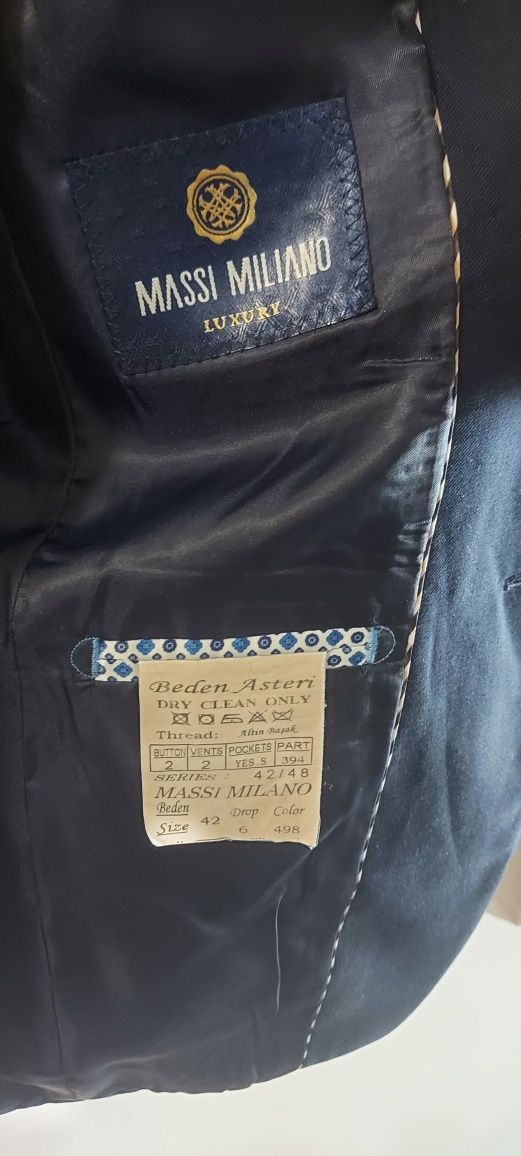 MASSI MILIANO
LUXURY
Beden Asteri
DRY CLEAN ONLY
Thread: Altin Başak
BUTTON VENTS POCKETS PART
2 2 YES.S 394
SERIES : 42/48
MASSI MILANO
Beden Drop Color
Size 42 6 498